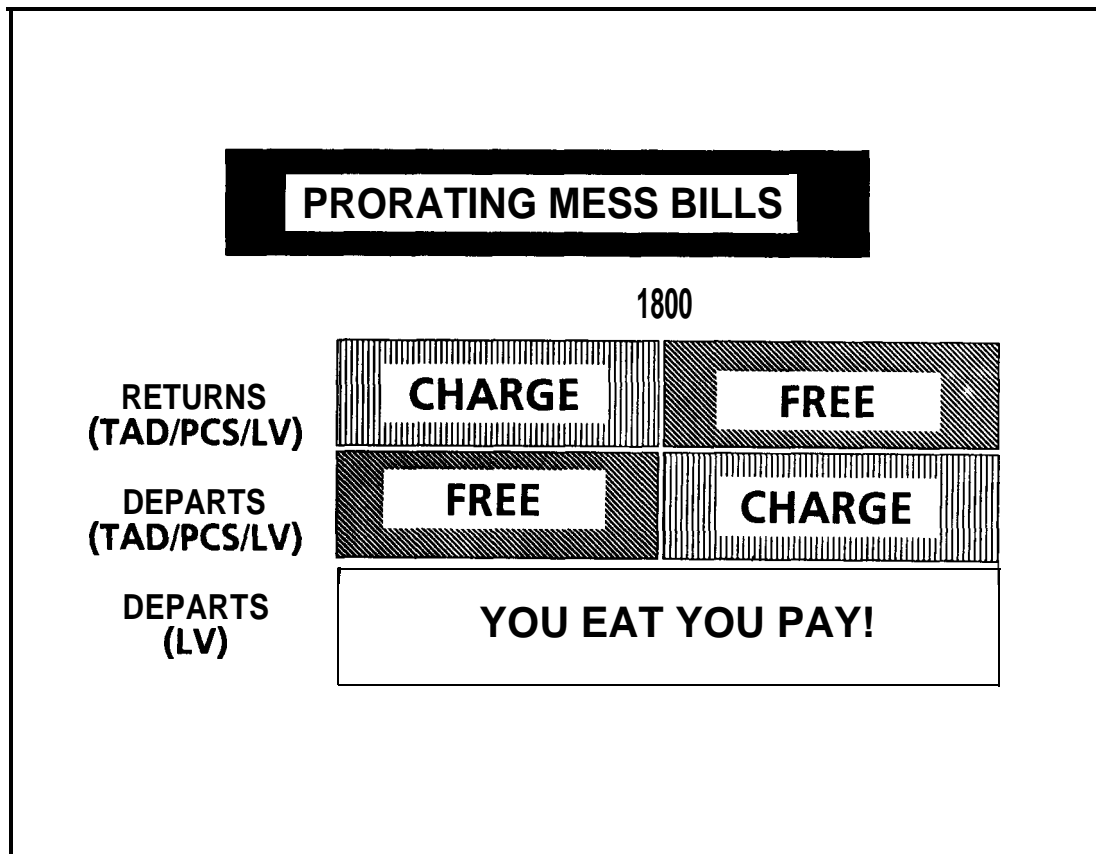 PRORATING MESS BILLS
1800
RETURNS
(TAD/PCS/LV)
CHARGE
FREE
DEPARTS
(TAD/PCS/LV)
FREE
CHARGE
DEPARTS
(LV)
YOU EAT YOU PAY!